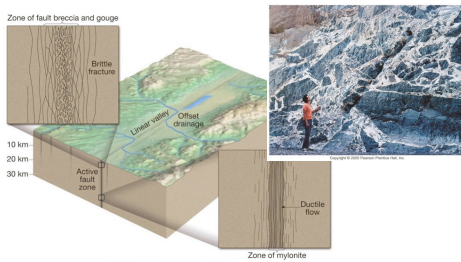 Zone of fault breccia and gouge
Brittle
fracture
Linear valley
Offset
drainage
10 km
20 km
30 km
Active
fault
zone
Copyright © 2005 Pearson Prentice Hall, Inc.
Ductile
flow
Zone of mylonite